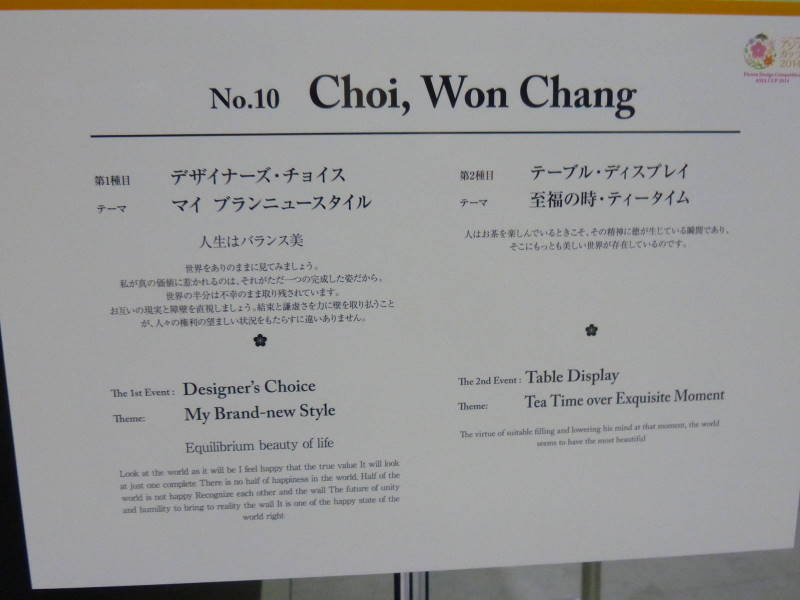 アジア
カップ
2014
Flower Design Competition
ASIA CUP 2014
No.10 Choi, Won Chang
第1種目 デザイナーズ・チョイス
テーマ マイ ブランニュースタイル
人生はバランス美
世界をありのままに見てみましょう。
私が真の価値に惹かれるのは、それがただ一つの完成した姿だから。
世界の半分は不幸のまま取り残されています。
お互いの現実と障壁を直視しましょう。結束と謙虚さを力に壁を取り払うこと
が、人々の権利の望ましい状況をもたらすに違いありません。
The 1st Event : Designer's Choice
Theme: My Brand-new Style
Equilibrium beauty of life
Look at the world as it will be I feel happy that the true value It will look
at just one complete There is no half of happiness in the world. Half of the
world is not happy Recognize each other and the wall The future of unity
and humility to bring to reality the wall It is one of the happy state of the
world right
第2種目 テーブル・ディスプレイ
テーマ 至福の時・ティータイム
人はお茶を楽しんでいるときこそ、その精神に徳が生じている瞬間であり、
そこにもっとも美しい世界が存在しているのです。
The 2nd Event : Table Display
Theme: Tea Time over Exquisite Moment
The virtue of suitable filling and lowering his mind at that moment, the world
seems to have the most beautiful